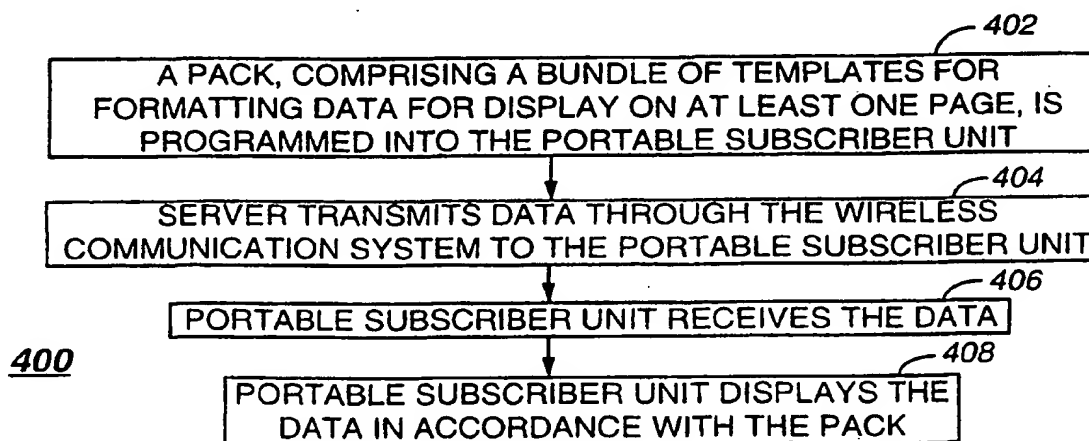 402
A PACK, COMPRISING A BUNDLE OF TEMPLATES FOR
FORMATTING DATA FOR DISPLAY ON AT LEAST ONE PAGE, IS
PROGRAMMED INTO THE PORTABLE SUBSCRIBER UNIT
404
SERVER TRANSMITS DATA THROUGH THE WIRELESS
COMMUNICATION SYSTEM TO THE PORTABLE SUBSCRIBER UNIT
406
PORTABLE SUBSCRIBER UNIT RECEIVES THE DATA
400
408
PORTABLE SUBSCRIBER UNIT DISPLAYS THE
DATA IN ACCORDANCE WITH THE PACK